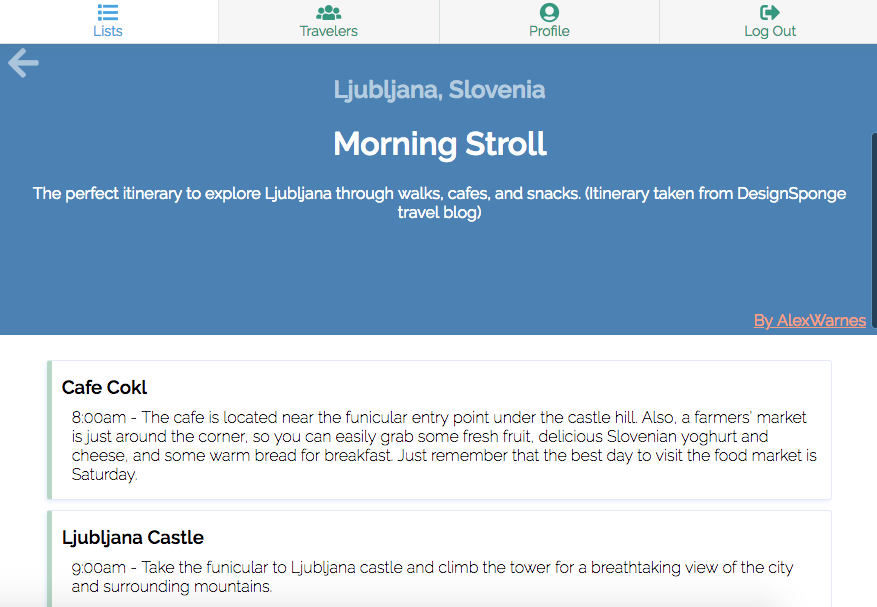 Lists
Travelers
Profile
Log Out
Ljubljana, Slovenia
Morning Stroll
The perfect itinerary to explore Ljubljana through walks, cafes, and snacks. (Itinerary taken from DesignSponge
travel blog)
By AlexWarnes
Cafe Cokl
8:00am - The cafe is located near the funicular entry point under the castle hill. Also, a farmers' market
is just around the corner, so you can easily grab some fresh fruit, delicious Slovenian yoghurt and
cheese, and some warm bread for breakfast. Just remember that the best day to visit the food market is
Saturday.
Ljubljana Castle
9:00am - Take the funicular to Ljubljana castle and climb the tower for a breathtaking view of the city
and surrounding mountains.